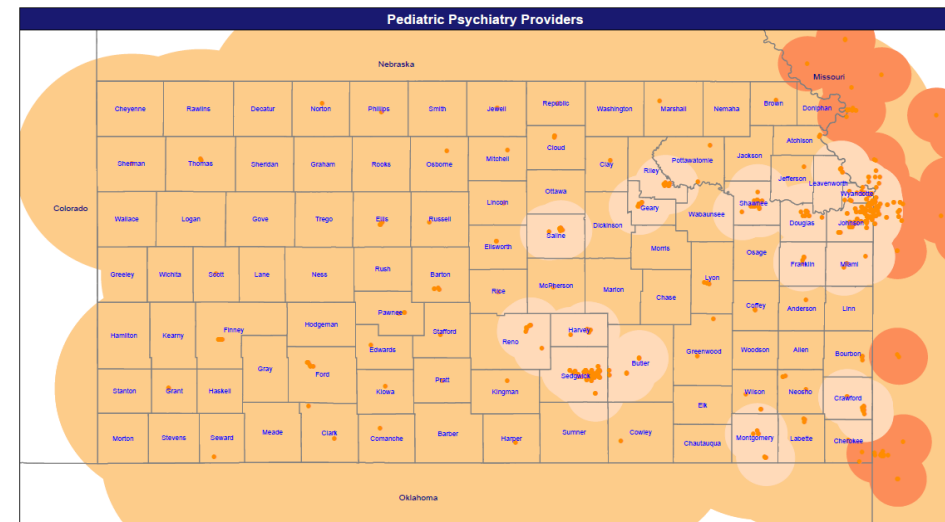 Pediatric Psychiatry Providers
Nebraska
Missouri
Cheyenne Rawlins Decatur Norton Phillips Smith Jewell Republic Washington Marshall Nemaha Brown Doniphan
Atchison
Sherman Thomas Sheridan Graham Rooks Osborne Mitchell Cloud Clay Riley Pottawatomie Jackson
Jefferson Leavenworth
Wyandotte
Colorado
Wallace Logan Gove Trego Ellis Russell Lincoln Ottawa Dickinson Geary Wabaunsee Shawnee Douglas Johnson
Saline
Ellsworth Morris Osage Franklin Miami
Greeley Wichita Scott Lane Ness Rush Barton Rice McPherson Marion Chase Lyon Coffey Anderson Linn
Pawnee
Hamilton Kearny Finney Hodgeman Edwards Stafford Reno Harvey
Gray Ford Sedgwick Butler Greenwood Woodson Allen Bourbon
Stanton Grant Haskell Kiowa Pratt Kingman Elk Wilson Neosho Crawford
Morton Stevens Seward Meade Clark Comanche Barber Harper Sumner Cowley Chautauqua Montgomery Labette Cherokee
Oklahoma